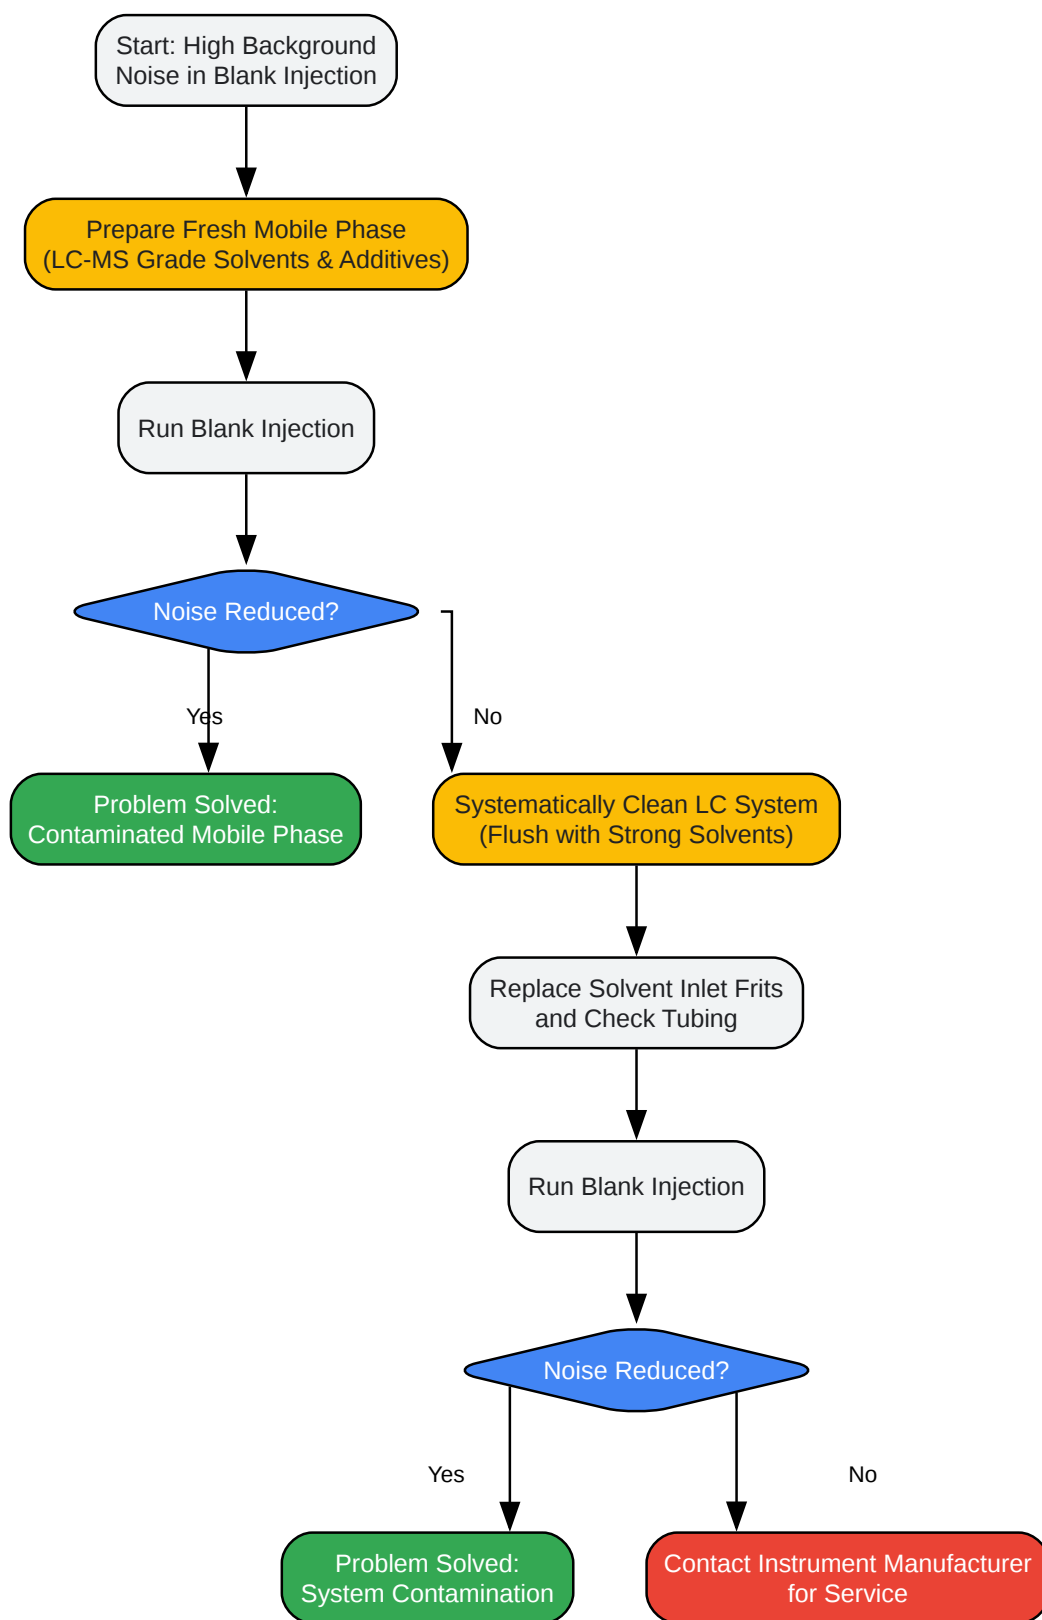 Start: High Background
Noise in Blank Injection
Prepare Fresh Mobile Phase
(LC-MS Grade Solvents & Additives)
Run Blank Injection
Noise Reduced?
Yes
No
Problem Solved:
Contaminated Mobile Phase
Systematically Clean LC System
(Flush with Strong Solvents)
Replace Solvent Inlet Frits
and Check Tubing
Run Blank Injection
Noise Reduced?
Yes
No
Problem Solved:
System Contamination
Contact Instrument Manufacturer
for Service